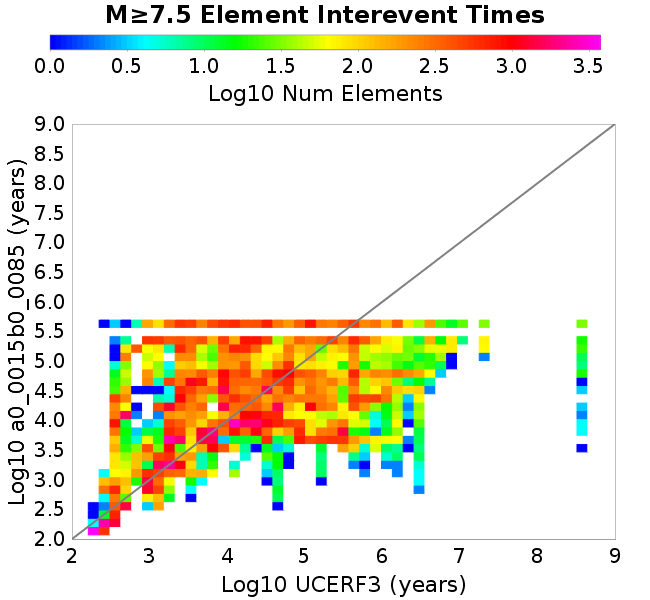 M≥7.5 Element Interevent Times
0.0 0.5 1.0 1.5 2.0 2.5 3.0 3.5
Log10 Num Elements
Log10 a0_0015b0_0085 (years)
9.0
8.5
8.0
7.5
7.0
6.5
6.0
5.5
5.0
4.5
4.0
3.5
3.0
2.5
2.0
2 3 4 5 6 7 8 9
Log10 UCERF3 (years)